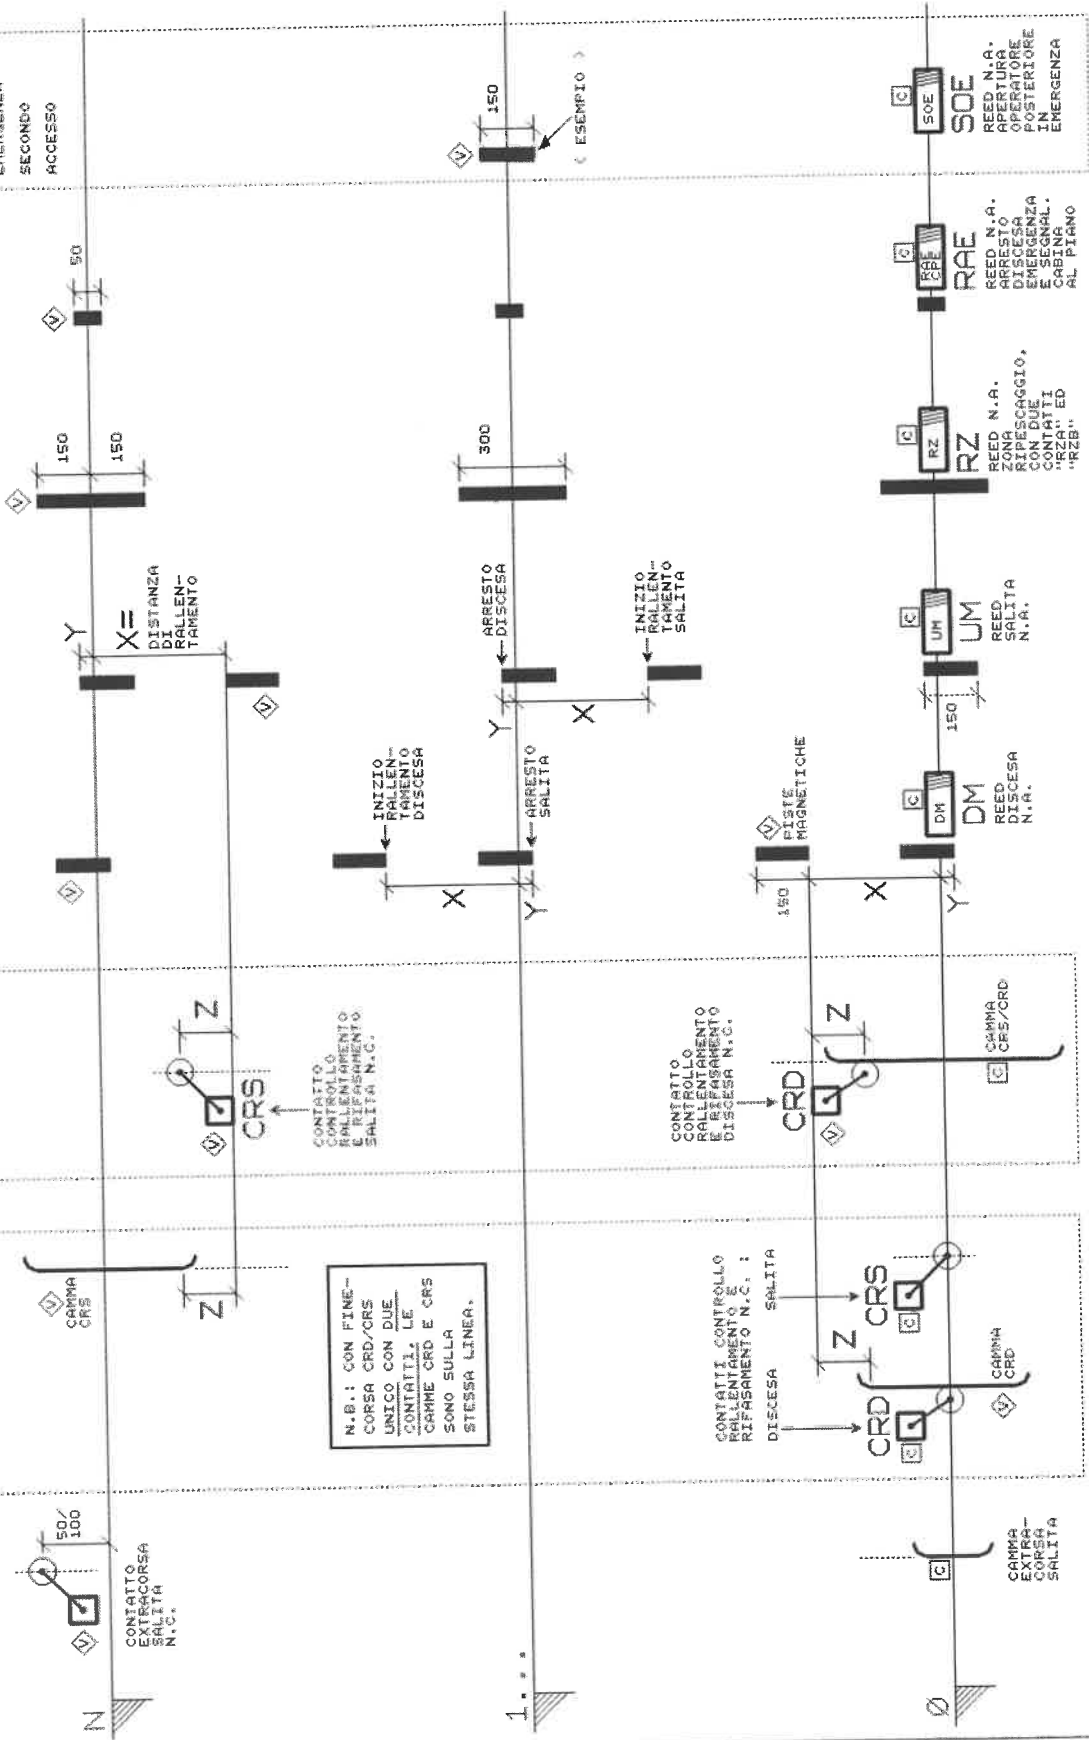 SECONDO
ACCESSO
N
V
CONTATTO
EXTRACORSA
SALITA
N.C.
50/
100
V
CAMMA
CRS
Z
V
CRS
Z
CONTATTO
CONTROLLO
RALLENTAMENTO
E RIFASAMENTO
SALITA N.C.
V
Y
X=
DISTANZA
DI
RALLEN-
TAMENTO
V
V
150
150
V
50
N.B.: CON FINE-
CORSA CRD/CRS
UNICO CON DUE
CONTATTI, LE
CAMME CRD E CRS
SONO SULLA
STESSA LINEA.
1...
INIZIO
RALLEN-
TAMENTO
DISCESA
X
Y
ARRESTO
SALITA
ARRESTO
DISCESA
Y
X
INIZIO
RALLEN-
TAMENTO
SALITA
300
V
150
< ESEMPIO >
Ø
C
CAMMA
EXTRA-
CORSA
SALITA
CONTATTI CONTROLLO
RALLENTAMENTO E
RIFASAMENTO N.C. :
DISCESA
SALITA
CRD
C
Z
CRS
C
CAMMA
CRD
V
CONTATTO
CONTROLLO
RALLENTAMENTO
E RIFASAMENTO
DISCESA N.C.
CRD
V
Z
C
CAMMA
CRS/CRD
150
V
PISTE
MAGNETICHE
X
Y
C
DM
DM
REED
DISCESA
N.A.
150
C
UM
UM
REED
SALITA
N.A.
C
RZ
RZ
REED N.A.
ZONA
RIPESCAGGIO,
CON DUE
CONTATTI
"RZA" ED
"RZB"
C
RAE
CPE
RAE
REED N.A.
ARRESTO
DISCESA
EMERGENZA
E SEGNAL.
CABINA
AL PIANO
C
SOE
SOE
REED N.A.
APERTURA
OPERATORE
POSTERIORE
IN
EMERGENZA